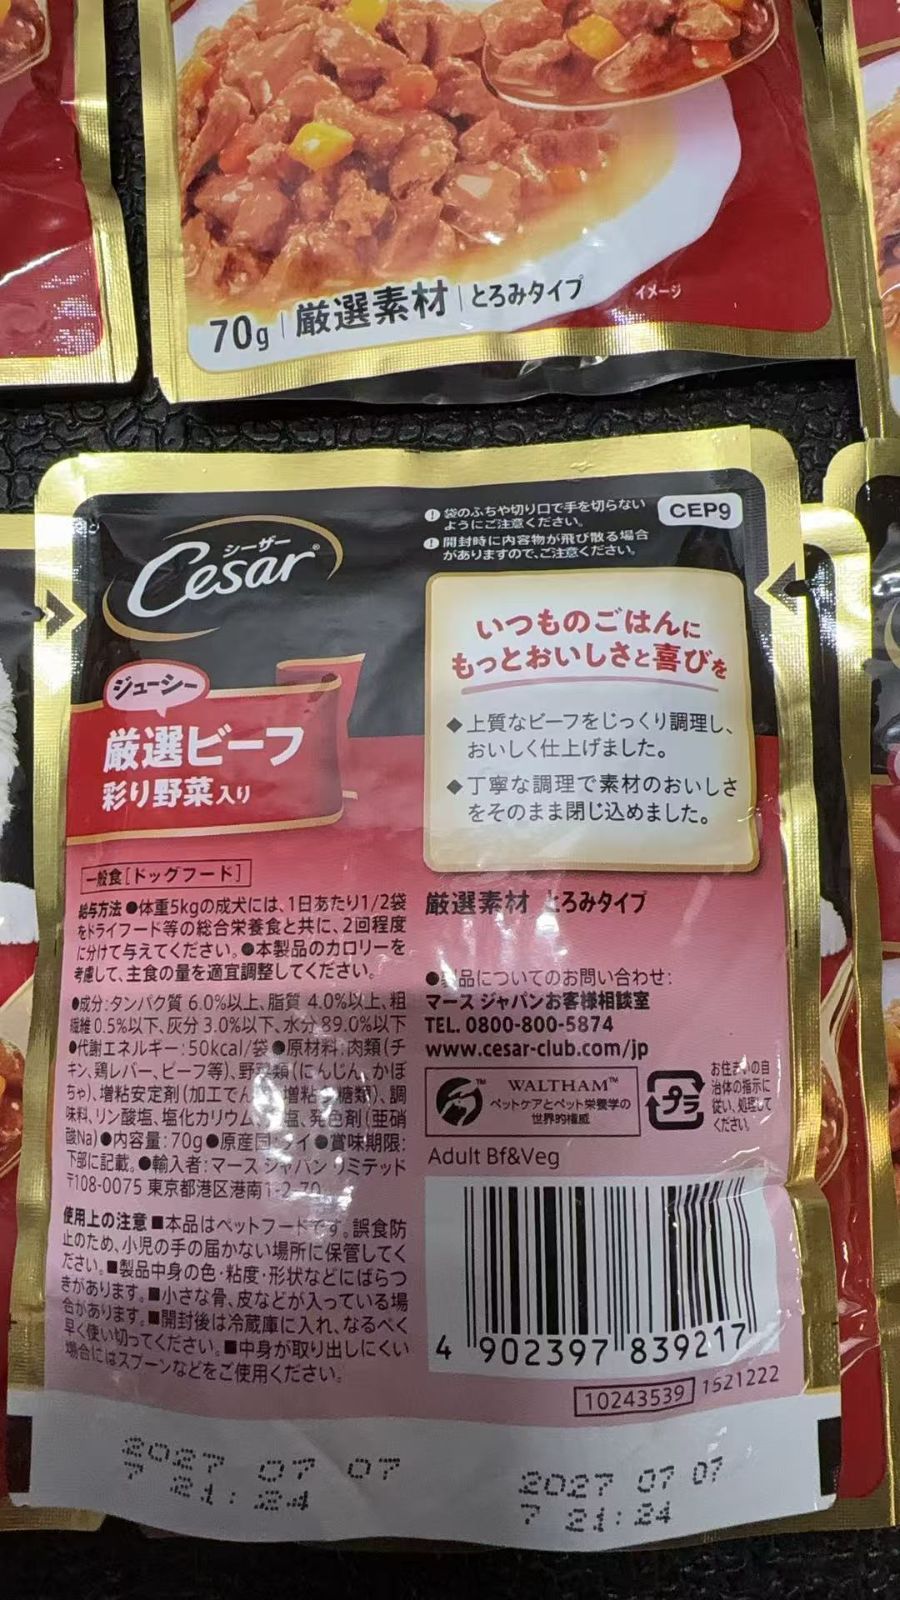 70g 厳選素材 とろみタイプ イメージ
シーザー
Cesar
! 袋のふちや切り口で手を切らない
ようにご注意ください。
! 開封時に内容物が飛び散る場合
がありますので、ご注意ください。
CEP9
ジューシー
厳選ビーフ
彩り野菜入り
いつものごはんに
もっとおいしさと喜びを
◆上質なビーフをじっくり調理し、
おいしく仕上げました。
◆丁寧な調理で素材のおいしさ
をそのまま閉じ込めました。
一般食[ドッグフード]
給与方法 ●体重5kgの成犬には、1日あたり1/2袋
をドライフード等の総合栄養食と共に、2回程度
に分けて与えてください。●本製品のカロリーを
考慮して、主食の量を適宜調整してください。
●成分:タンパク質 6.0%以上、脂質 4.0%以上、粗
繊維 0.5%以下、灰分 3.0%以下、水分 89.0%以下
●代謝エネルギー:50kcal/袋●原材料:肉類(チ
キン、鶏レバー、ビーフ等)、野菜類(にんじん、かぼ
ちゃ)、増粘安定剤(加工でん 増粘 糖類)、調
味料、リン酸塩、塩化カリウム、 塩、発色剤(亜硝
酸Na)●内容量:70g●原産国:タイ●賞味期限:
下部に記載。●輸入者:マース ジャパン リミテッド
〒108-0075 東京都港区港南1-2-70
使用上の注意 ■本品はペットフードです。誤食防
止のため、小児の手の届かない場所に保管してく
ださい。■製品中身の色・粘度・形状などにばらつ
きがあります。■小さな骨、皮などが入っている場
合があります。■開封後は冷蔵庫に入れ、なるべく
早く使い切ってください。■中身が取り出しにくい
場合にはスプーンなどをご使用ください。
厳選素材 とろみタイプ
●製品についてのお問い合わせ:
マース ジャパンお客様相談室
TEL. 0800-800-5874
www.cesar-club.com/jp
WALTHAM™
ペットケアとペット栄養学の
世界的権威
プラ
お住まいの自
治体の指示に
従い、処理して
ください。
Adult Bf&Veg
4 902397 839217
10243539 1521222
2027 07 07
7 21:24
2027 07 07
7 21:24